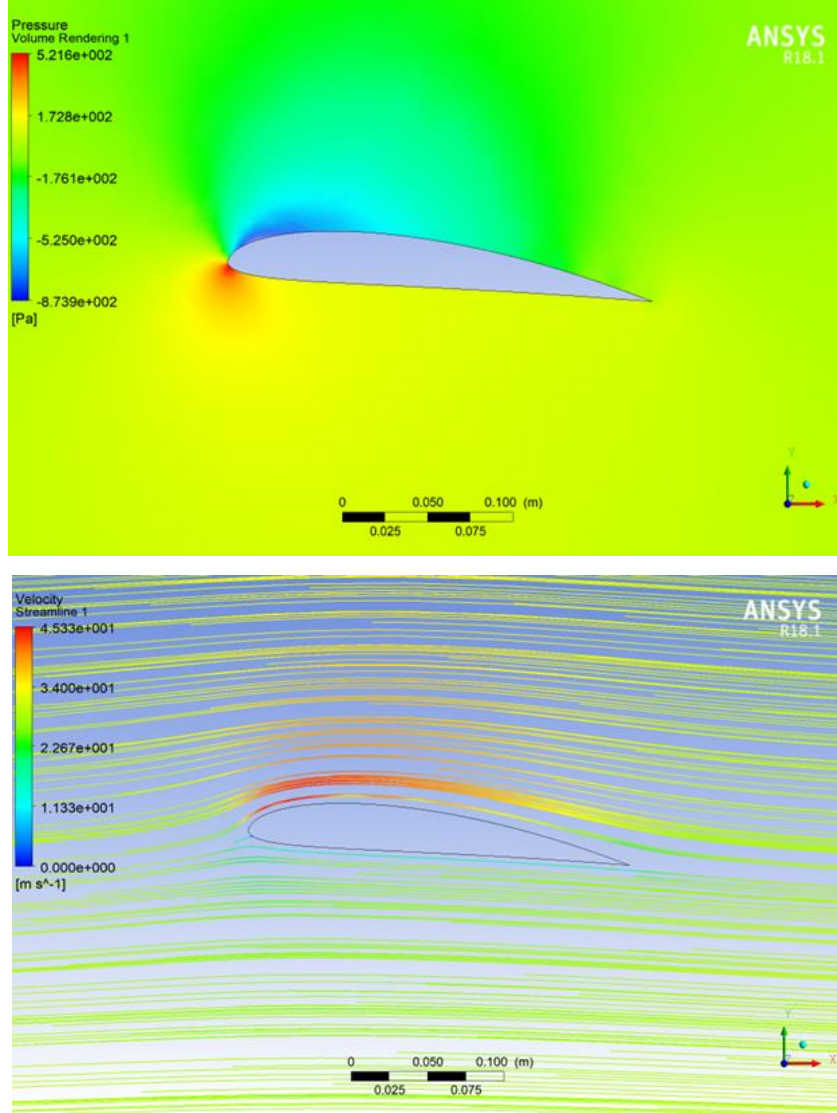 Pressure
Volume Rendering 1
5.216e+002
1.728e+002
-1.761e+002
-5.250e+002
-8.739e+002
[Pa]
ANSYS
R18.1
0 0.050 0.100 (m)
0.025 0.075
Y
Z X
Velocity
Streamline 1
4.533e+001
3.400e+001
2.267e+001
1.133e+001
0.000e+000
[m s^-1]
ANSYS
R18.1
0 0.050 0.100 (m)
0.025 0.075
Y
Z X